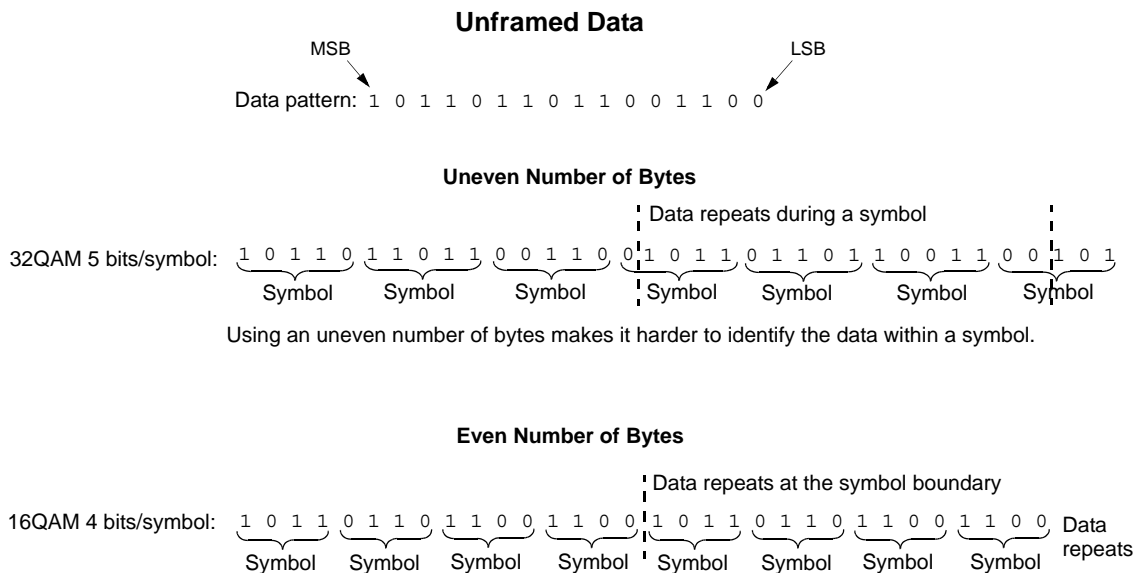 Unframed Data
MSB
LSB
Data pattern: 1 0 1 1 0 1 1 0 1 1 0 0 1 1 0 0
Uneven Number of Bytes
Data repeats during a symbol
32QAM 5 bits/symbol: 1 0 1 1 0 1 1 0 1 1 0 0 1 1 0 0 1 0 1 1 0 1 1 0 1 1 0 0 1 1 0 0 1 0 1
Symbol Symbol Symbol Symbol Symbol Symbol Symbol
Using an uneven number of bytes makes it harder to identify the data within a symbol.
Even Number of Bytes
Data repeats at the symbol boundary
16QAM 4 bits/symbol: 1 0 1 1 0 1 1 0 1 1 0 0 1 1 0 0 1 0 1 1 0 1 1 0 1 1 0 0 1 1 0 0 Data
repeats
Symbol Symbol Symbol Symbol Symbol Symbol Symbol Symbol